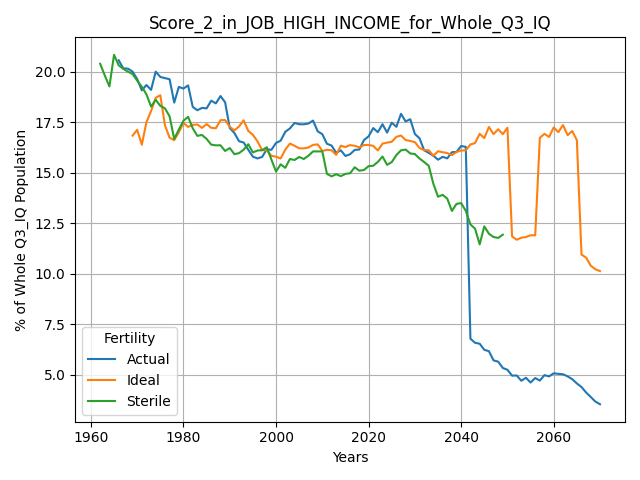 Score_2_in_JOB_HIGH_INCOME_for_Whole_Q3_IQ
% of Whole Q3_IQ Population
20.0
17.5
15.0
12.5
10.0
7.5
5.0
Fertility
Actual
Ideal
Sterile
1960 1980 2000 2020 2040 2060
Years